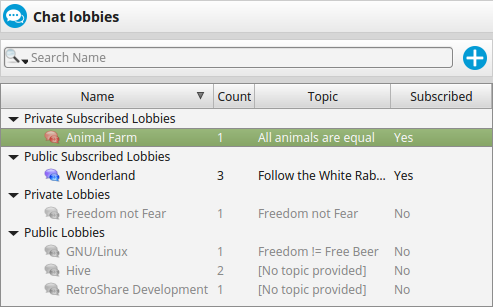 Chat lobbies
Search Name
Name Count Topic Subscribed
Private Subscribed Lobbies
Animal Farm 1 All animals are equal Yes
Public Subscribed Lobbies
Wonderland 3 Follow the White Rab... Yes
Private Lobbies
Freedom not Fear 1 Freedom not Fear No
Public Lobbies
GNU/Linux 1 Freedom != Free Beer No
Hive 2 [No topic provided] No
RetroShare Development 1 [No topic provided] No